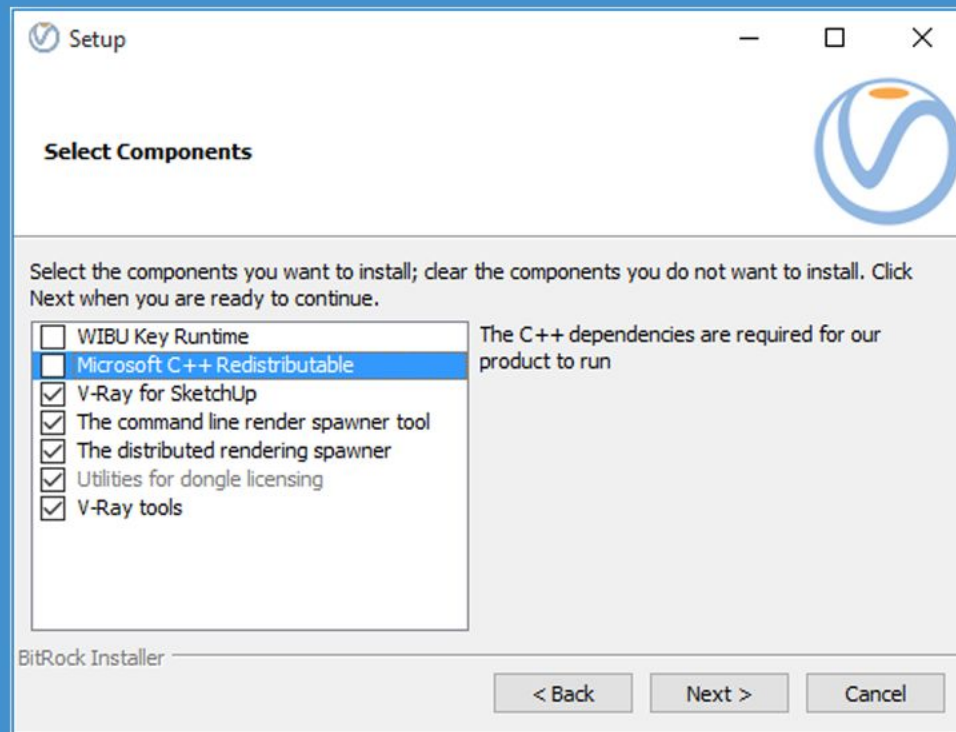 Setup
Select Components
Select the components you want to install; clear the components you do not want to install. Click
Next when you are ready to continue.
WIBU Key Runtime
Microsoft C++ Redistributable
V-Ray for SketchUp
The command line render spawner tool
The distributed rendering spawner
Utilities for dongle licensing
V-Ray tools
The C++ dependencies are required for our
product to run
BitRock Installer
< Back Next > Cancel